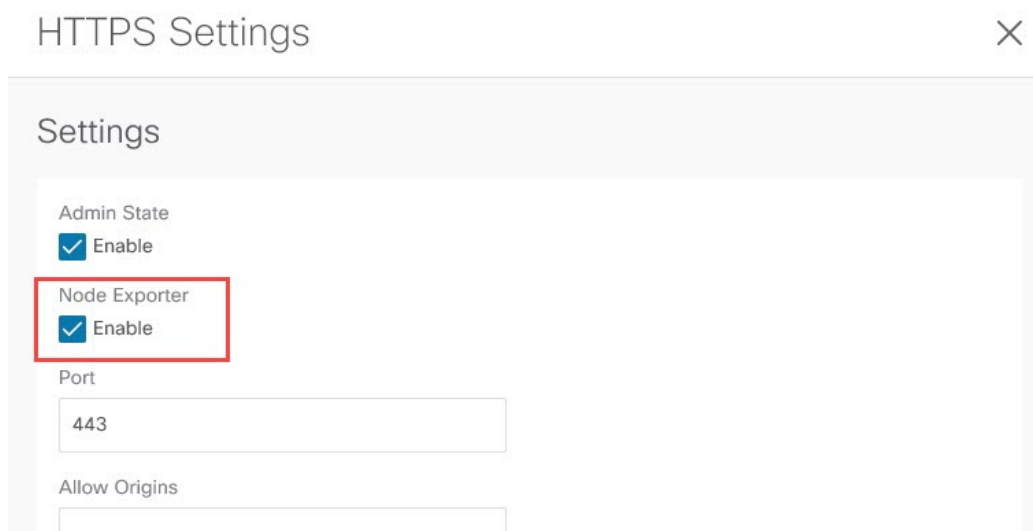 HTTPS Settings
Settings
Admin State
Enable
Node Exporter
Enable
Port
443
Allow Origins